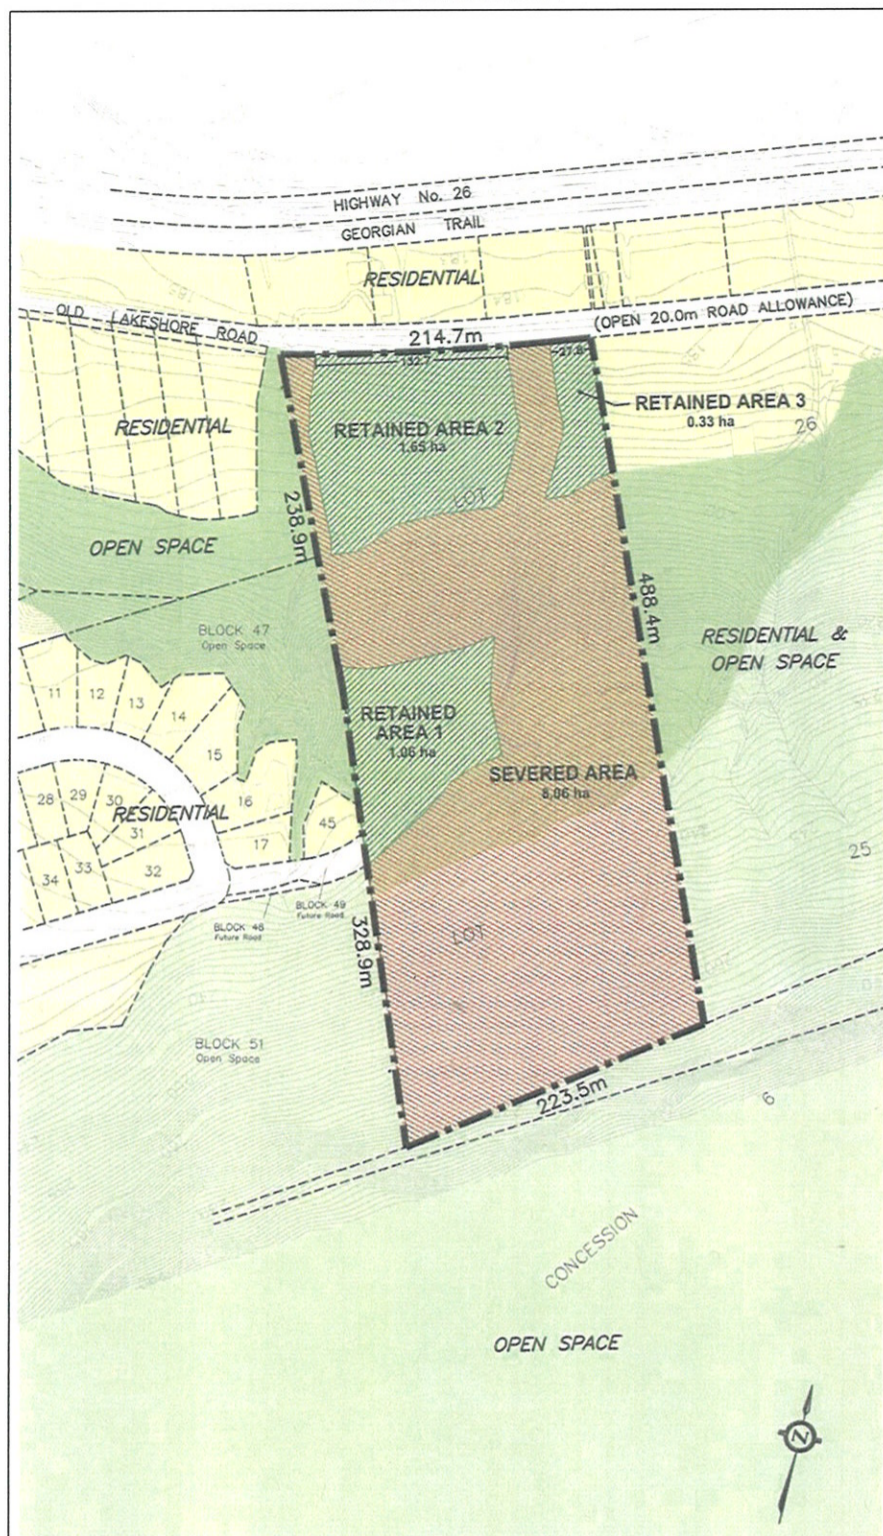 HIGHWAY No. 26
GEORGIAN TRAIL
RESIDENTIAL
184
OLD LAKESHORE ROAD
(OPEN 20.0m ROAD ALLOWANCE)
214.7m
132.7
27.8
RETAINED AREA 3
0.33 ha
26
RESIDENTIAL
RETAINED AREA 2
1.65 ha
LOT
238.9m
OPEN SPACE
488.4m
BLOCK 47
Open Space
RESIDENTIAL &
OPEN SPACE
11
12
13
14
15
RETAINED
AREA 1
1.06 ha
SEVERED AREA
28
29
30
31
16
RESIDENTIAL
45
17
32
33
34
25
BLOCK 49
Future Road
BLOCK 48
Future Road
328.9m
LOT
BLOCK 51
Open Space
223.5m
6
CONCESSION
OPEN SPACE
N